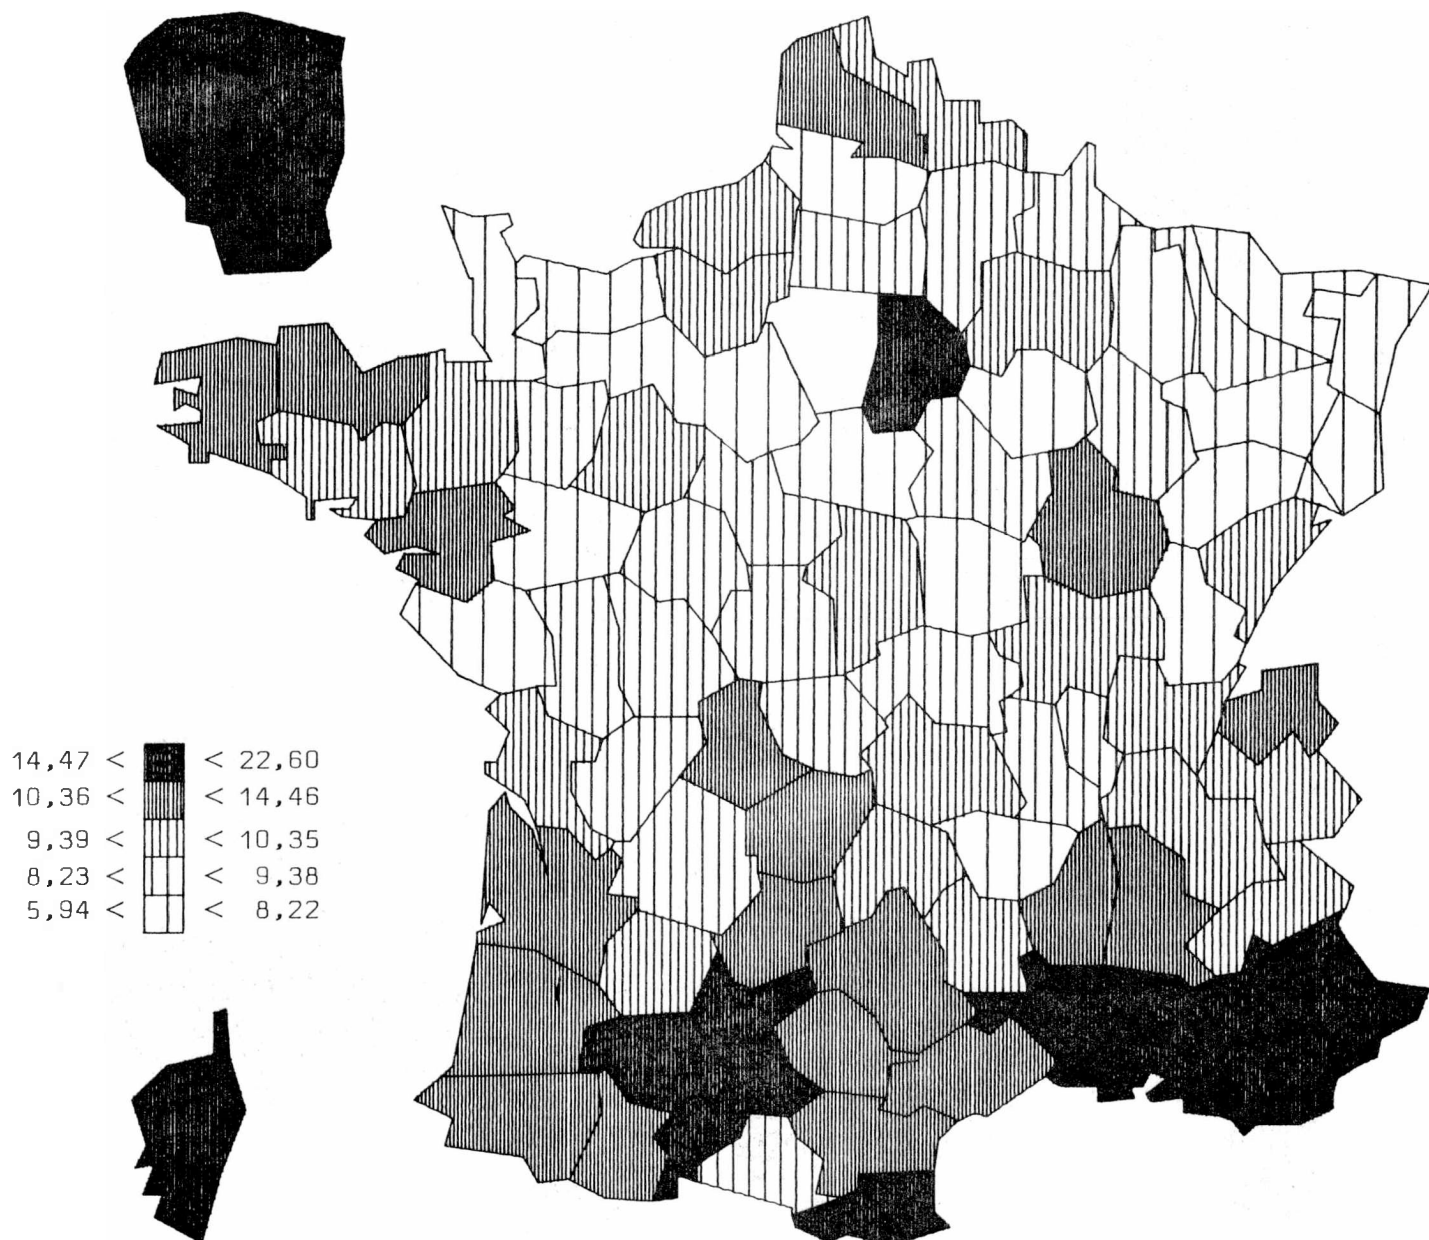 14,47 < < 22,60
10,36 < < 14,46
9,39 < < 10,35
8,23 < < 9,38
5,94 < < 8,22